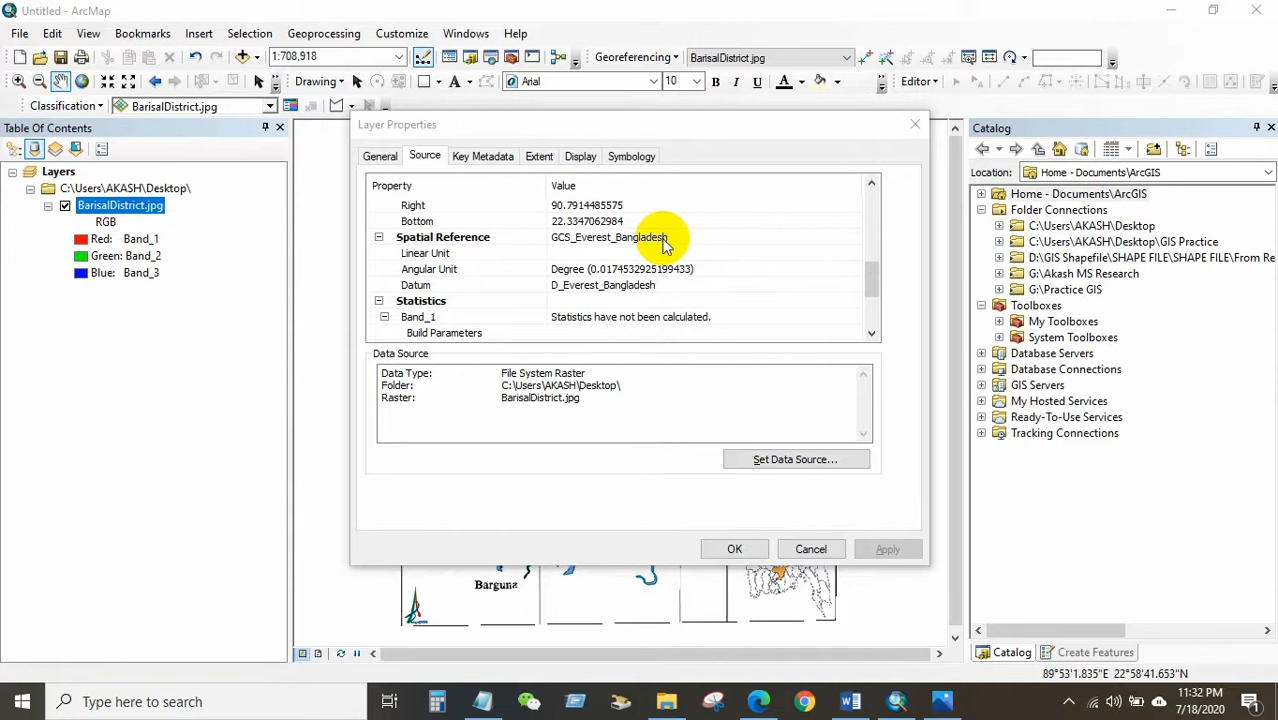 Untitled - ArcMap
File Edit View Bookmarks Insert Selection Geoprocessing Customize Windows Help
1:708,918 Georeferencing BarisalDistrict.jpg
Drawing Arial 10 B I U A Editor
Classification BarisalDistrict.jpg
Table Of Contents
Layers
C:\Users\AKASH\Desktop\
BarisalDistrict.jpg
RGB
Red: Band_1
Green: Band_2
Blue: Band_3
Layer Properties
General Source Key Metadata Extent Display Symbology
Property Value
Right 90.7914485575
Bottom 22.3347062984
Spatial Reference GCS_Everest_Bangladesh
Linear Unit
Angular Unit Degree (0.0174532925199433)
Datum D_Everest_Bangladesh
Statistics
Band_1 Statistics have not been calculated.
Build Parameters
Data Source
Data Type: File System Raster
Folder: C:\Users\AKASH\Desktop\
Raster: BarisalDistrict.jpg
Set Data Source...
OK Cancel Apply
Barguna
Catalog
Location: Home - Documents\ArcGIS
Home - Documents\ArcGIS
Folder Connections
C:\Users\AKASH\Desktop
C:\Users\AKASH\Desktop\GIS Practice
D:\GIS Shapefile\SHAPE FILE\SHAPE FILE\From Re
G:\Akash MS Research
G:\Practice GIS
Toolboxes
My Toolboxes
System Toolboxes
Database Servers
Database Connections
GIS Servers
My Hosted Services
Ready-To-Use Services
Tracking Connections
Catalog Create Features
89°53'1.835"E 22°58'41.653"N
Type here to search
11:32 PM
7/18/2020
1